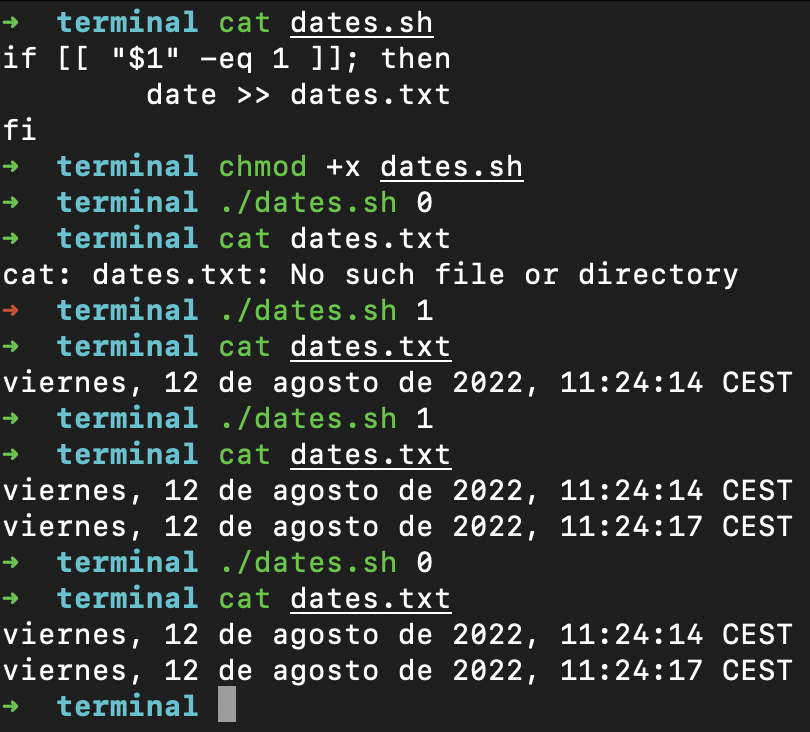 ➜  terminal cat dates.sh
if [[ "$1" -eq 1 ]]; then
        date >> dates.txt
fi
➜  terminal chmod +x dates.sh
➜  terminal ./dates.sh 0
➜  terminal cat dates.txt
cat: dates.txt: No such file or directory
➜  terminal ./dates.sh 1
➜  terminal cat dates.txt
viernes, 12 de agosto de 2022, 11:24:14 CEST
➜  terminal ./dates.sh 1
➜  terminal cat dates.txt
viernes, 12 de agosto de 2022, 11:24:14 CEST
viernes, 12 de agosto de 2022, 11:24:17 CEST
➜  terminal ./dates.sh 0
➜  terminal cat dates.txt
viernes, 12 de agosto de 2022, 11:24:14 CEST
viernes, 12 de agosto de 2022, 11:24:17 CEST
➜  terminal